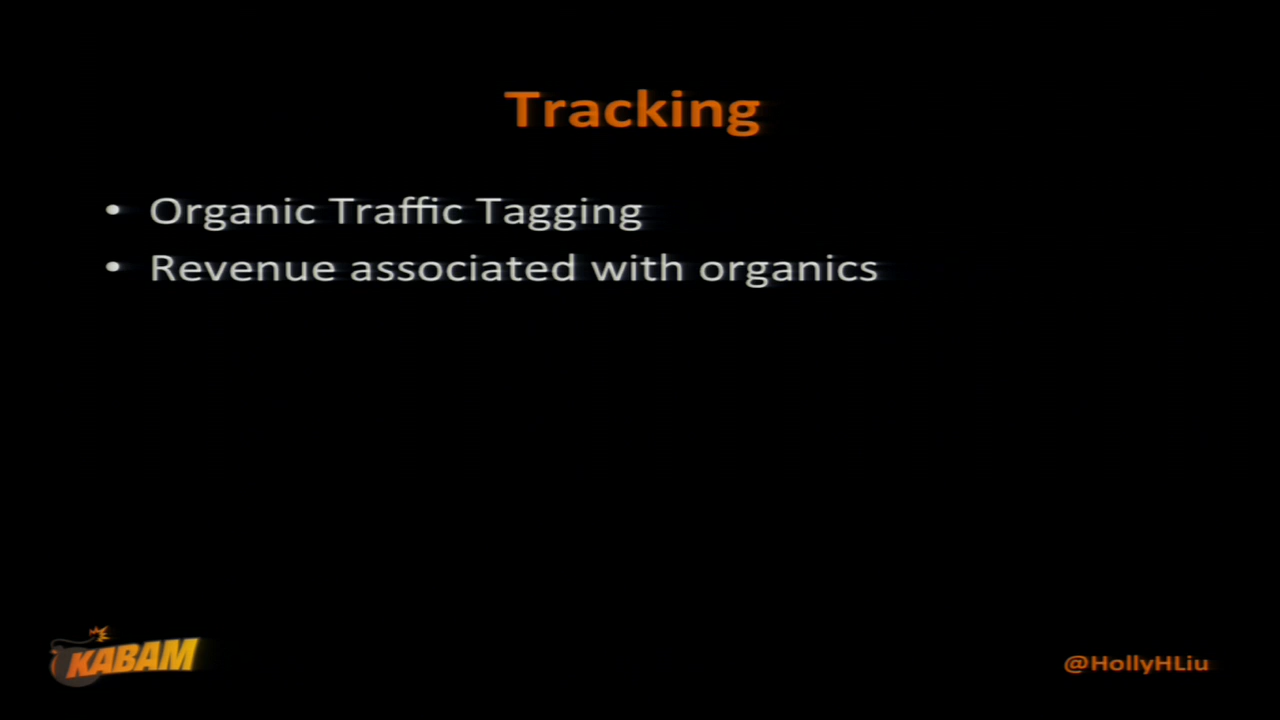 Tracking
• Organic Traffic Tagging
• Revenue associated with organics
KABAM
@HollyHLiu